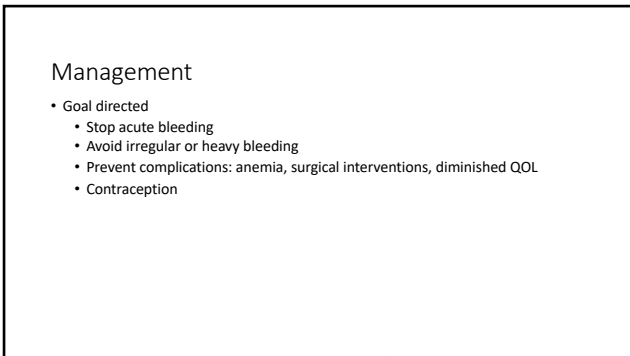 Management
• Goal directed
• Stop acute bleeding
• Avoid irregular or heavy bleeding
• Prevent complications: anemia, surgical interventions, diminished QOL
• Contraception